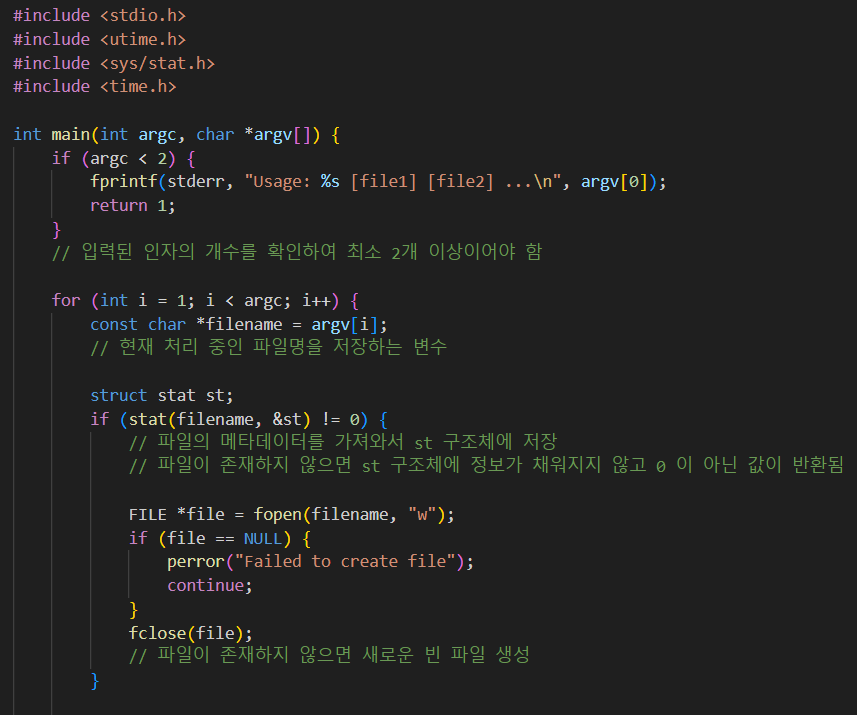 #include <stdio.h>
#include <utime.h>
#include <sys/stat.h>
#include <time.h>
int main(int argc, char *argv[]) {
if (argc < 2) {
fprintf(stderr, "Usage: %s [file1] [file2] ...\n", argv[0]);
return 1;
}
// 입력된 인자의 개수를 확인하여 최소 2개 이상이어야 함
for (int i = 1; i < argc; i++) {
const char *filename = argv[i];
// 현재 처리 중인 파일명을 저장하는 변수
struct stat st;
if (stat(filename, &st) != 0) {
// 파일의 메타데이터를 가져와서 st 구조체에 저장
// 파일이 존재하지 않으면 st 구조체에 정보가 채워지지 않고 0 이 아닌 값이 반환됨
FILE *file = fopen(filename, "w");
if (file == NULL) {
perror("Failed to create file");
continue;
}
fclose(file);
// 파일이 존재하지 않으면 새로운 빈 파일 생성
}